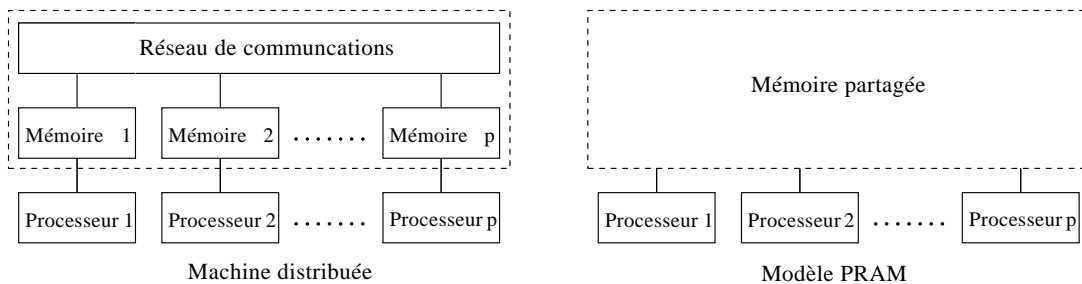 Réseau de communcations
Mémoire 1 Mémoire 2 ....... Mémoire p
Processeur 1 Processeur 2 ....... Processeur p
Machine distribuée
Mémoire partagée
Processeur 1 Processeur 2 ....... Processeur p
Modèle PRAM